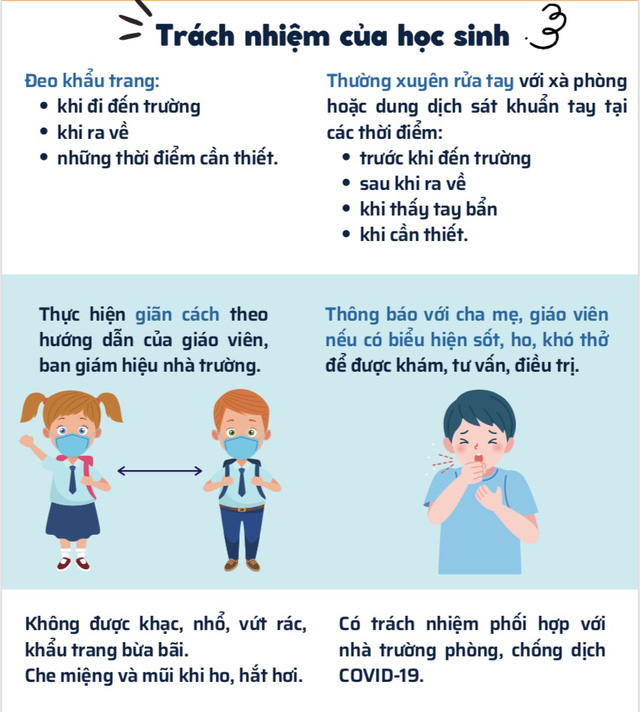 Trách nhiệm của học sinh
Đeo khẩu trang:
• khi đi đến trường
• khi ra về
• những thời điểm cần thiết.
Thường xuyên rửa tay với xà phòng
hoặc dung dịch sát khuẩn tay tại
các thời điểm:
• trước khi đến trường
• sau khi ra về
• khi thấy tay bẩn
• khi cần thiết.
Thực hiện giãn cách theo
hướng dẫn của giáo viên,
ban giám hiệu nhà trường.
Thông báo với cha mẹ, giáo viên
nếu có biểu hiện sốt, ho, khó thở
để được khám, tư vấn, điều trị.
Không được khạc, nhổ, vứt rác,
khẩu trang bừa bãi.
Che miệng và mũi khi ho, hắt hơi.
Có trách nhiệm phối hợp với
nhà trường phòng, chống dịch
COVID-19.